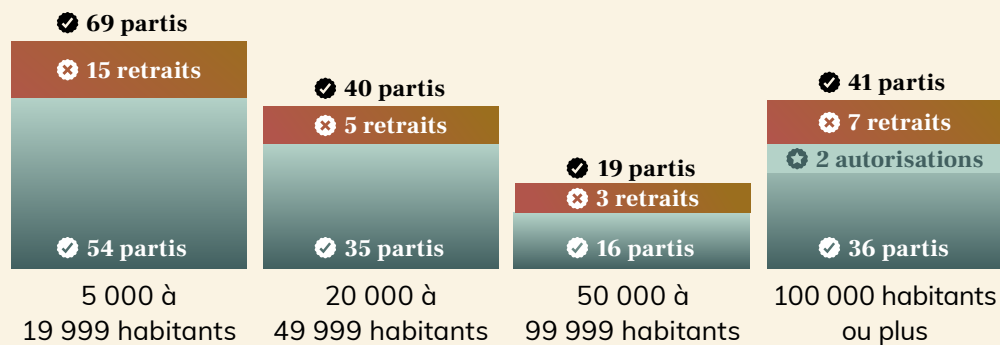 69 partis
15 retraits
54 partis
5 000 à
19 999 habitants
40 partis
5 retraits
35 partis
20 000 à
49 999 habitants
19 partis
3 retraits
16 partis
50 000 à
99 999 habitants
41 partis
7 retraits
2 autorisations
36 partis
100 000 habitants
ou plus